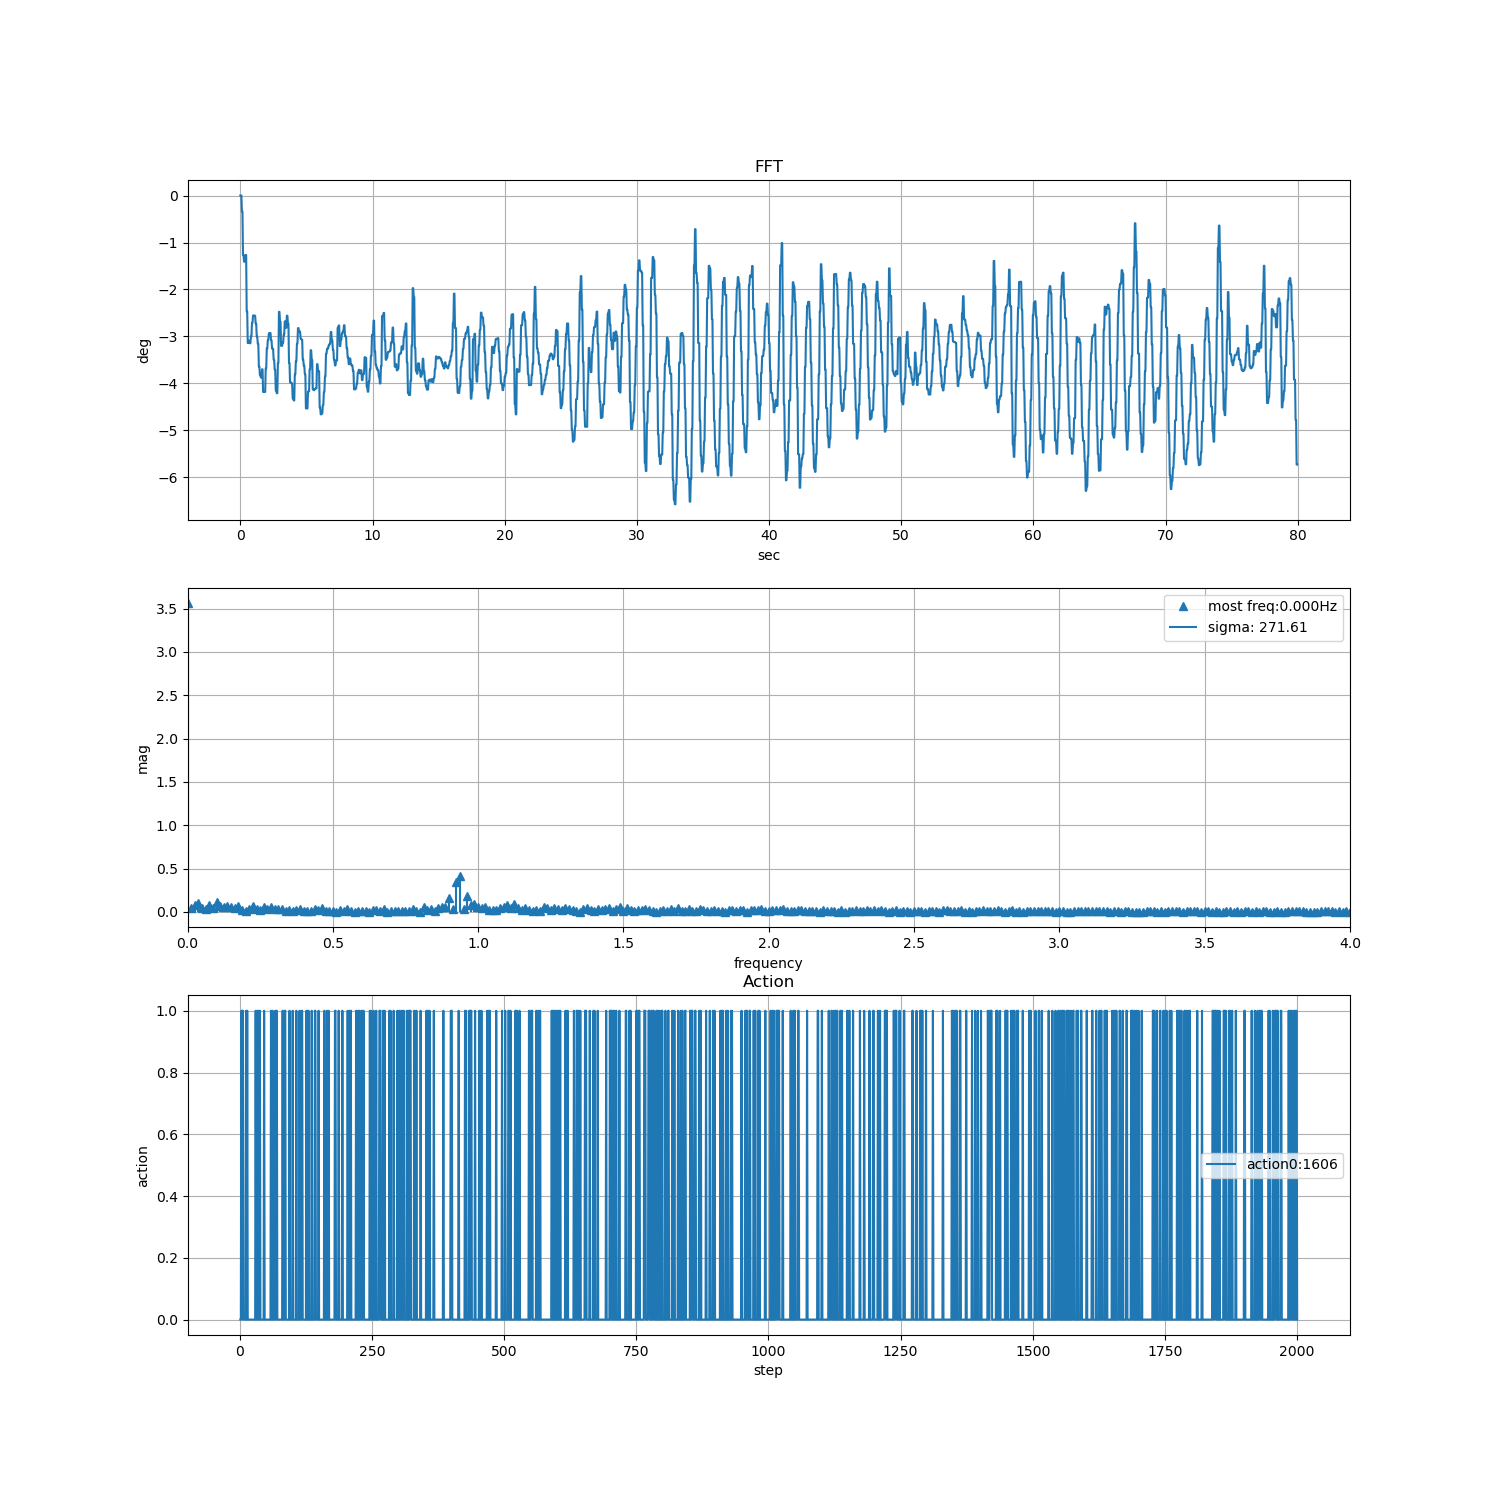 FFT
0
−1
−2
−3
−4
−5
−6
deg
0 10 20 30 40 50 60 70 80
sec
3.5
3.0
2.5
2.0
1.5
1.0
0.5
0.0
mag
most freq:0.000Hz
sigma: 271.61
0.0 0.5 1.0 1.5 2.0 2.5 3.0 3.5 4.0
frequency
Action
1.0
0.8
0.6
0.4
0.2
0.0
action
action0:1606
0 250 500 750 1000 1250 1500 1750 2000
step